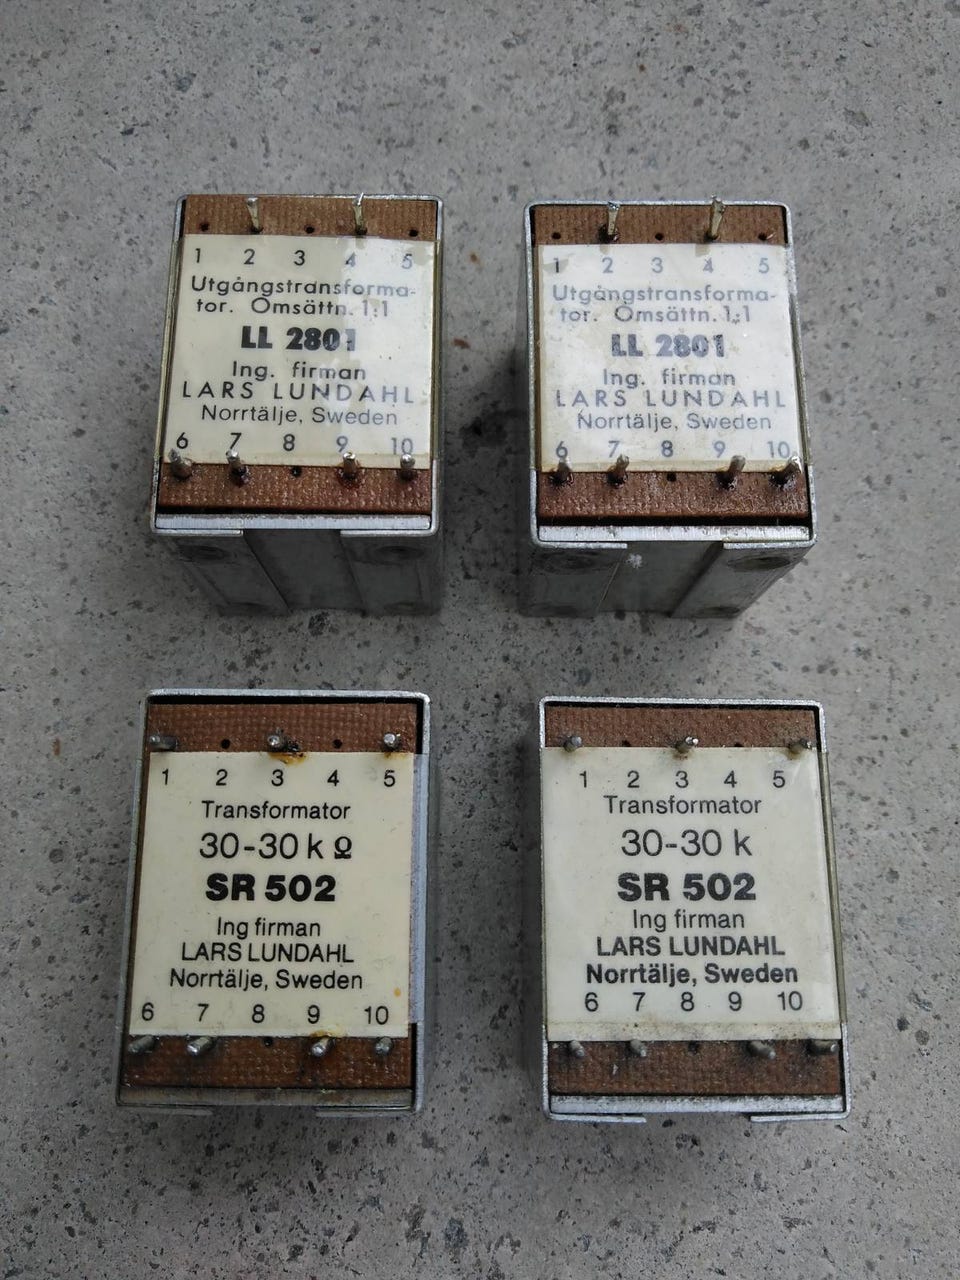 1 2 3 4 5
Utgångstransforma-
tor. Omsättn. 1:1
LL 2801
Ing. firman
LARS LUNDAHL
Norrtälje, Sweden
6 7 8 9 10
1 2 3 4 5
Utgångstransforma-
tor. Omsättn. 1:1
LL 2801
Ing. firman
LARS LUNDAHL
Norrtälje, Sweden
6 7 8 9 10
1 2 3 4 5
Transformator
30-30 k Ω
SR 502
Ing firman
LARS LUNDAHL
Norrtälje, Sweden
6 7 8 9 10
1 2 3 4 5
Transformator
30-30 k
SR 502
Ing firman
LARS LUNDAHL
Norrtälje, Sweden
6 7 8 9 10